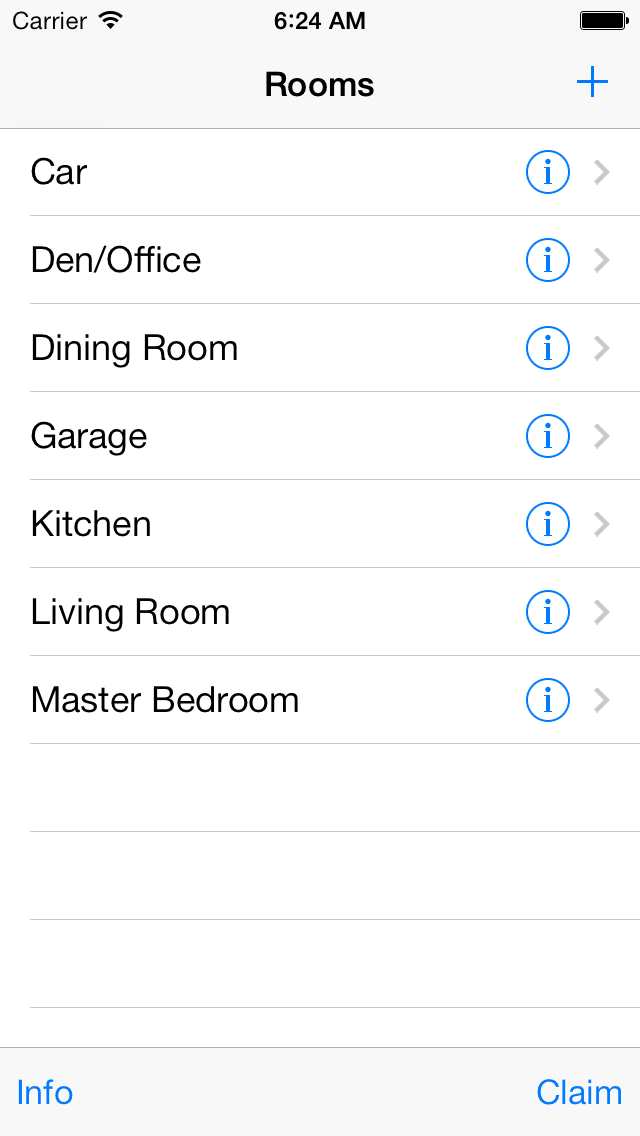 Carrier 6:24 AM
Rooms +
Car i
Den/Office i
Dining Room i
Garage i
Kitchen i
Living Room i
Master Bedroom i
Info Claim